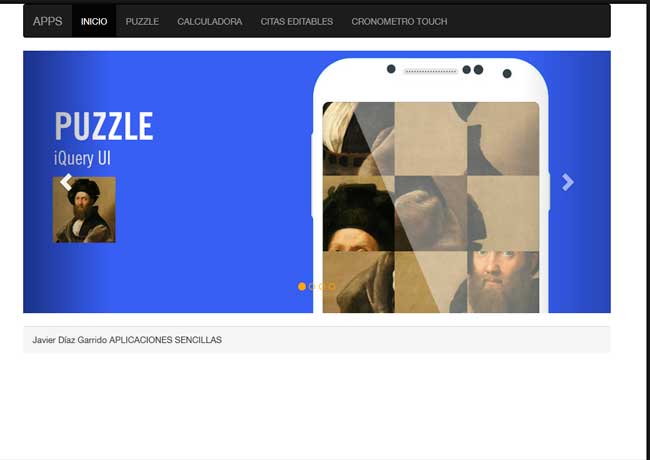 APPS INICIO PUZZLE CALCULADORA CITAS EDITABLES CRONOMETRO TOUCH
PUZZLE
iQuery UI
Javier Díaz Garrido APLICACIONES SENCILLAS